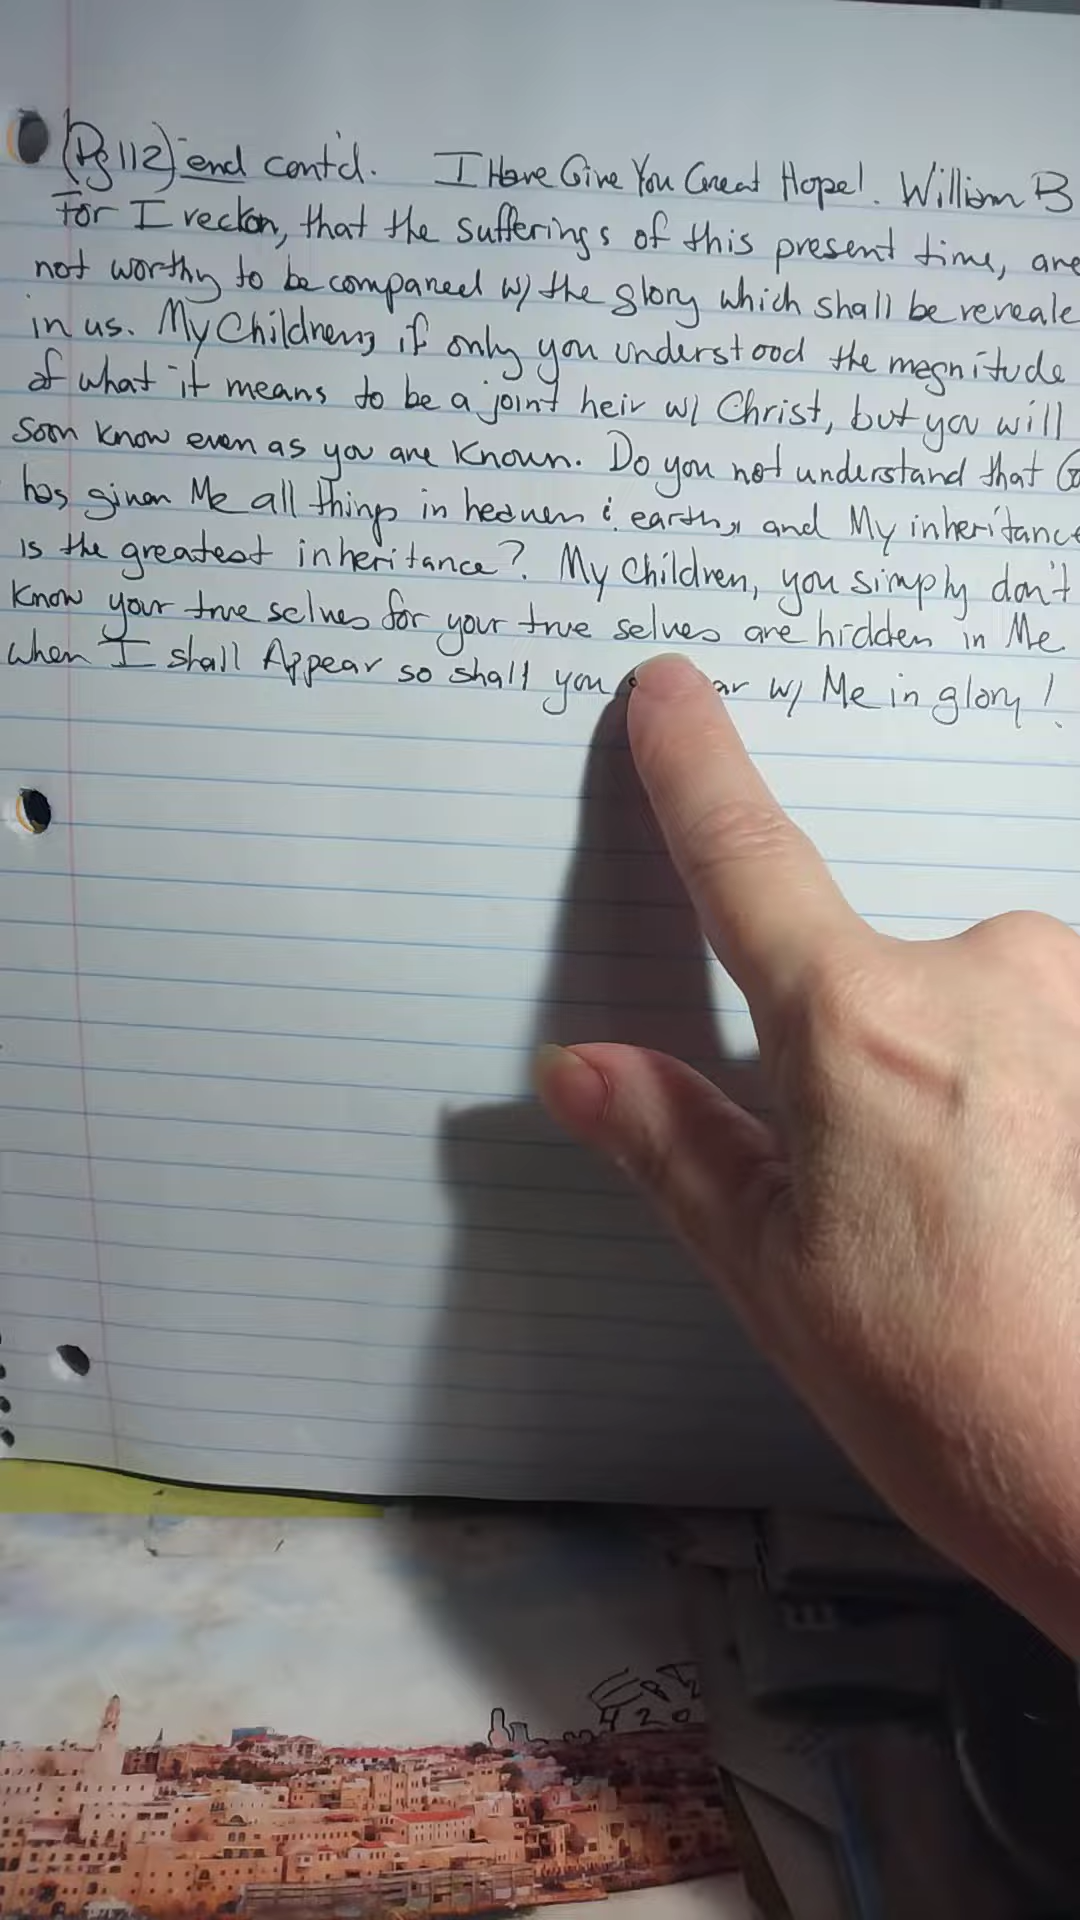 (Pg 112) end cont'd. I Have Give You Great Hope! William B
For I reckon, that the sufferings of this present time, are
not worthy to be compared w/ the glory which shall be reveale
in us. My Children, if only you understood the magnitude
of what it means to be a joint heir w/ Christ, but you will
soon know even as you are known. Do you not understand that G
has given Me all things in heaven & earth, and My inheritance
is the greatest inheritance? My Children, you simply don't
know your true selves for your true selves are hidden in Me
when I shall Appear so shall you ar w/ Me in glory!
420